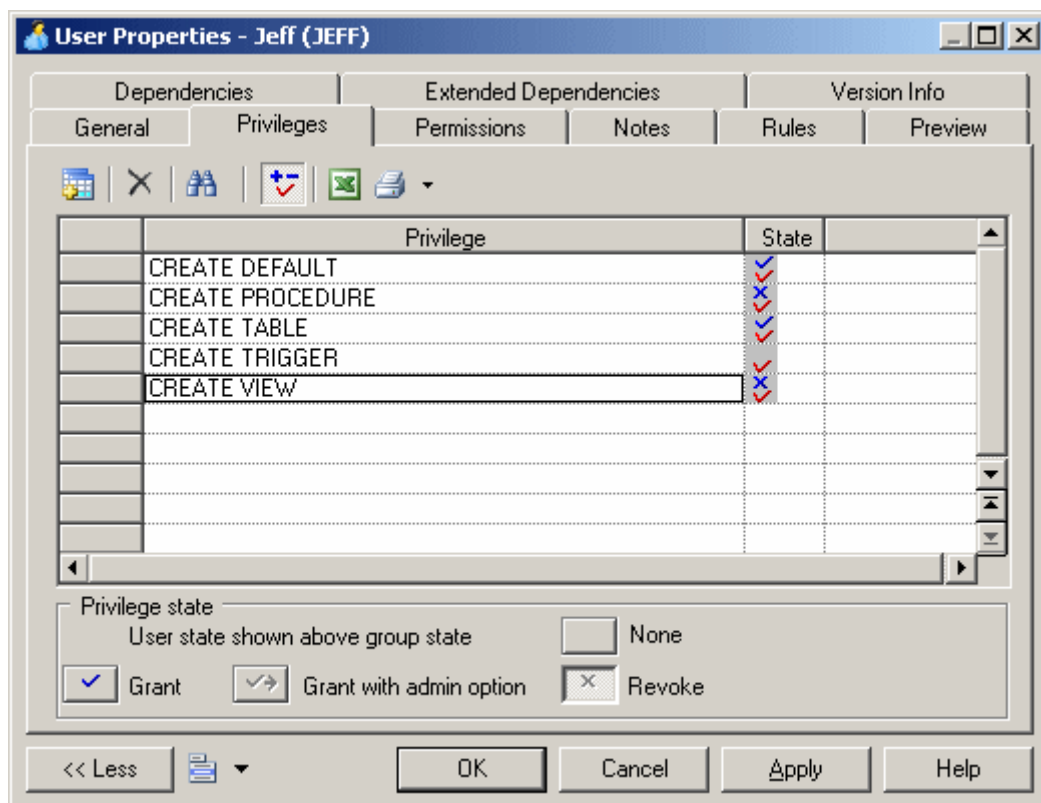 User Properties - Jeff (JEFF)
Dependencies Extended Dependencies Version Info
General Privileges Permissions Notes Rules Preview
Privilege State
CREATE DEFAULT
CREATE PROCEDURE
CREATE TABLE
CREATE TRIGGER
CREATE VIEW
Privilege state
User state shown above group state None
Grant Grant with admin option Revoke
<< Less OK Cancel Apply Help